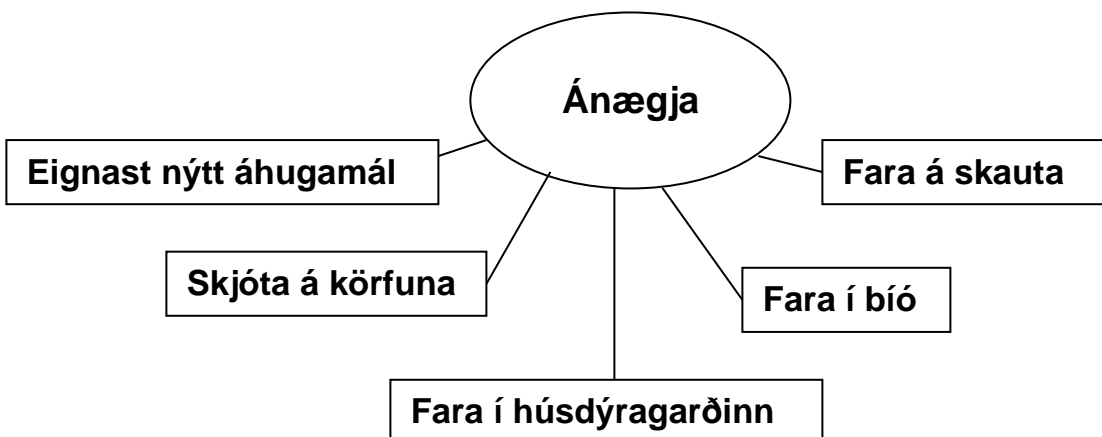 Ánægja
Eignast nýtt áhugamál
Fara á skauta
Skjóta á körfuna
Fara í bíó
Fara í húsdýragarðinn